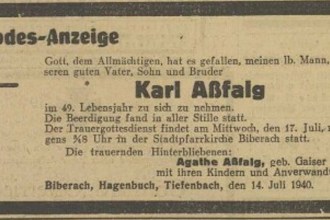 odes-Anzeige
Gott, dem Allmächtigen, hat es gefallen, meinen lb. Mann,
seren guten Vater, Sohn und Bruder
Karl Aßfalg
im 49. Lebensjahr zu sich zu nehmen.
Die Beerdigung fand in aller Stille statt.
Der Trauergottesdienst findet am Mittwoch, den 17. Juli,
gens ¾8 Uhr in der Stadtpfarrkirche Biberach statt.
Die trauernden Hinterbliebenen:
Agathe Aßfalg, geb. Gaiser
mit ihren Kindern und Anverwandt
Biberach, Hagenbuch, Tiefenbach, den 14. Juli 1940.